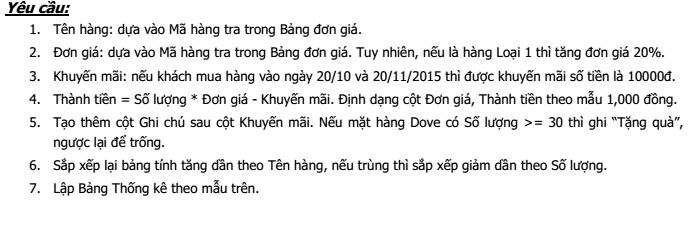 Yêu cầu:
1. Tên hàng: dựa vào Mã hàng tra trong Bảng đơn giá.
2. Đơn giá: dựa vào Mã hàng tra trong Bảng đơn giá. Tuy nhiên, nếu là hàng Loại 1 thì tăng đơn giá 20%.
3. Khuyến mãi: nếu khách mua hàng vào ngày 20/10 và 20/11/2015 thì được khuyến mãi số tiền là 10000đ.
4. Thành tiền = Số lượng * Đơn giá - Khuyến mãi. Định dạng cột Đơn giá, Thành tiền theo mẫu 1,000 đồng.
5. Tạo thêm cột Ghi chú sau cột Khuyến mãi. Nếu mặt hàng Dove có Số lượng >= 30 thì ghi “Tặng quà”,
ngược lại để trống.
6. Sắp xếp lại bảng tính tăng dần theo Tên hàng, nếu trùng thì sắp xếp giảm dần theo Số lượng.
7. Lập Bảng Thống kê theo mẫu trên.